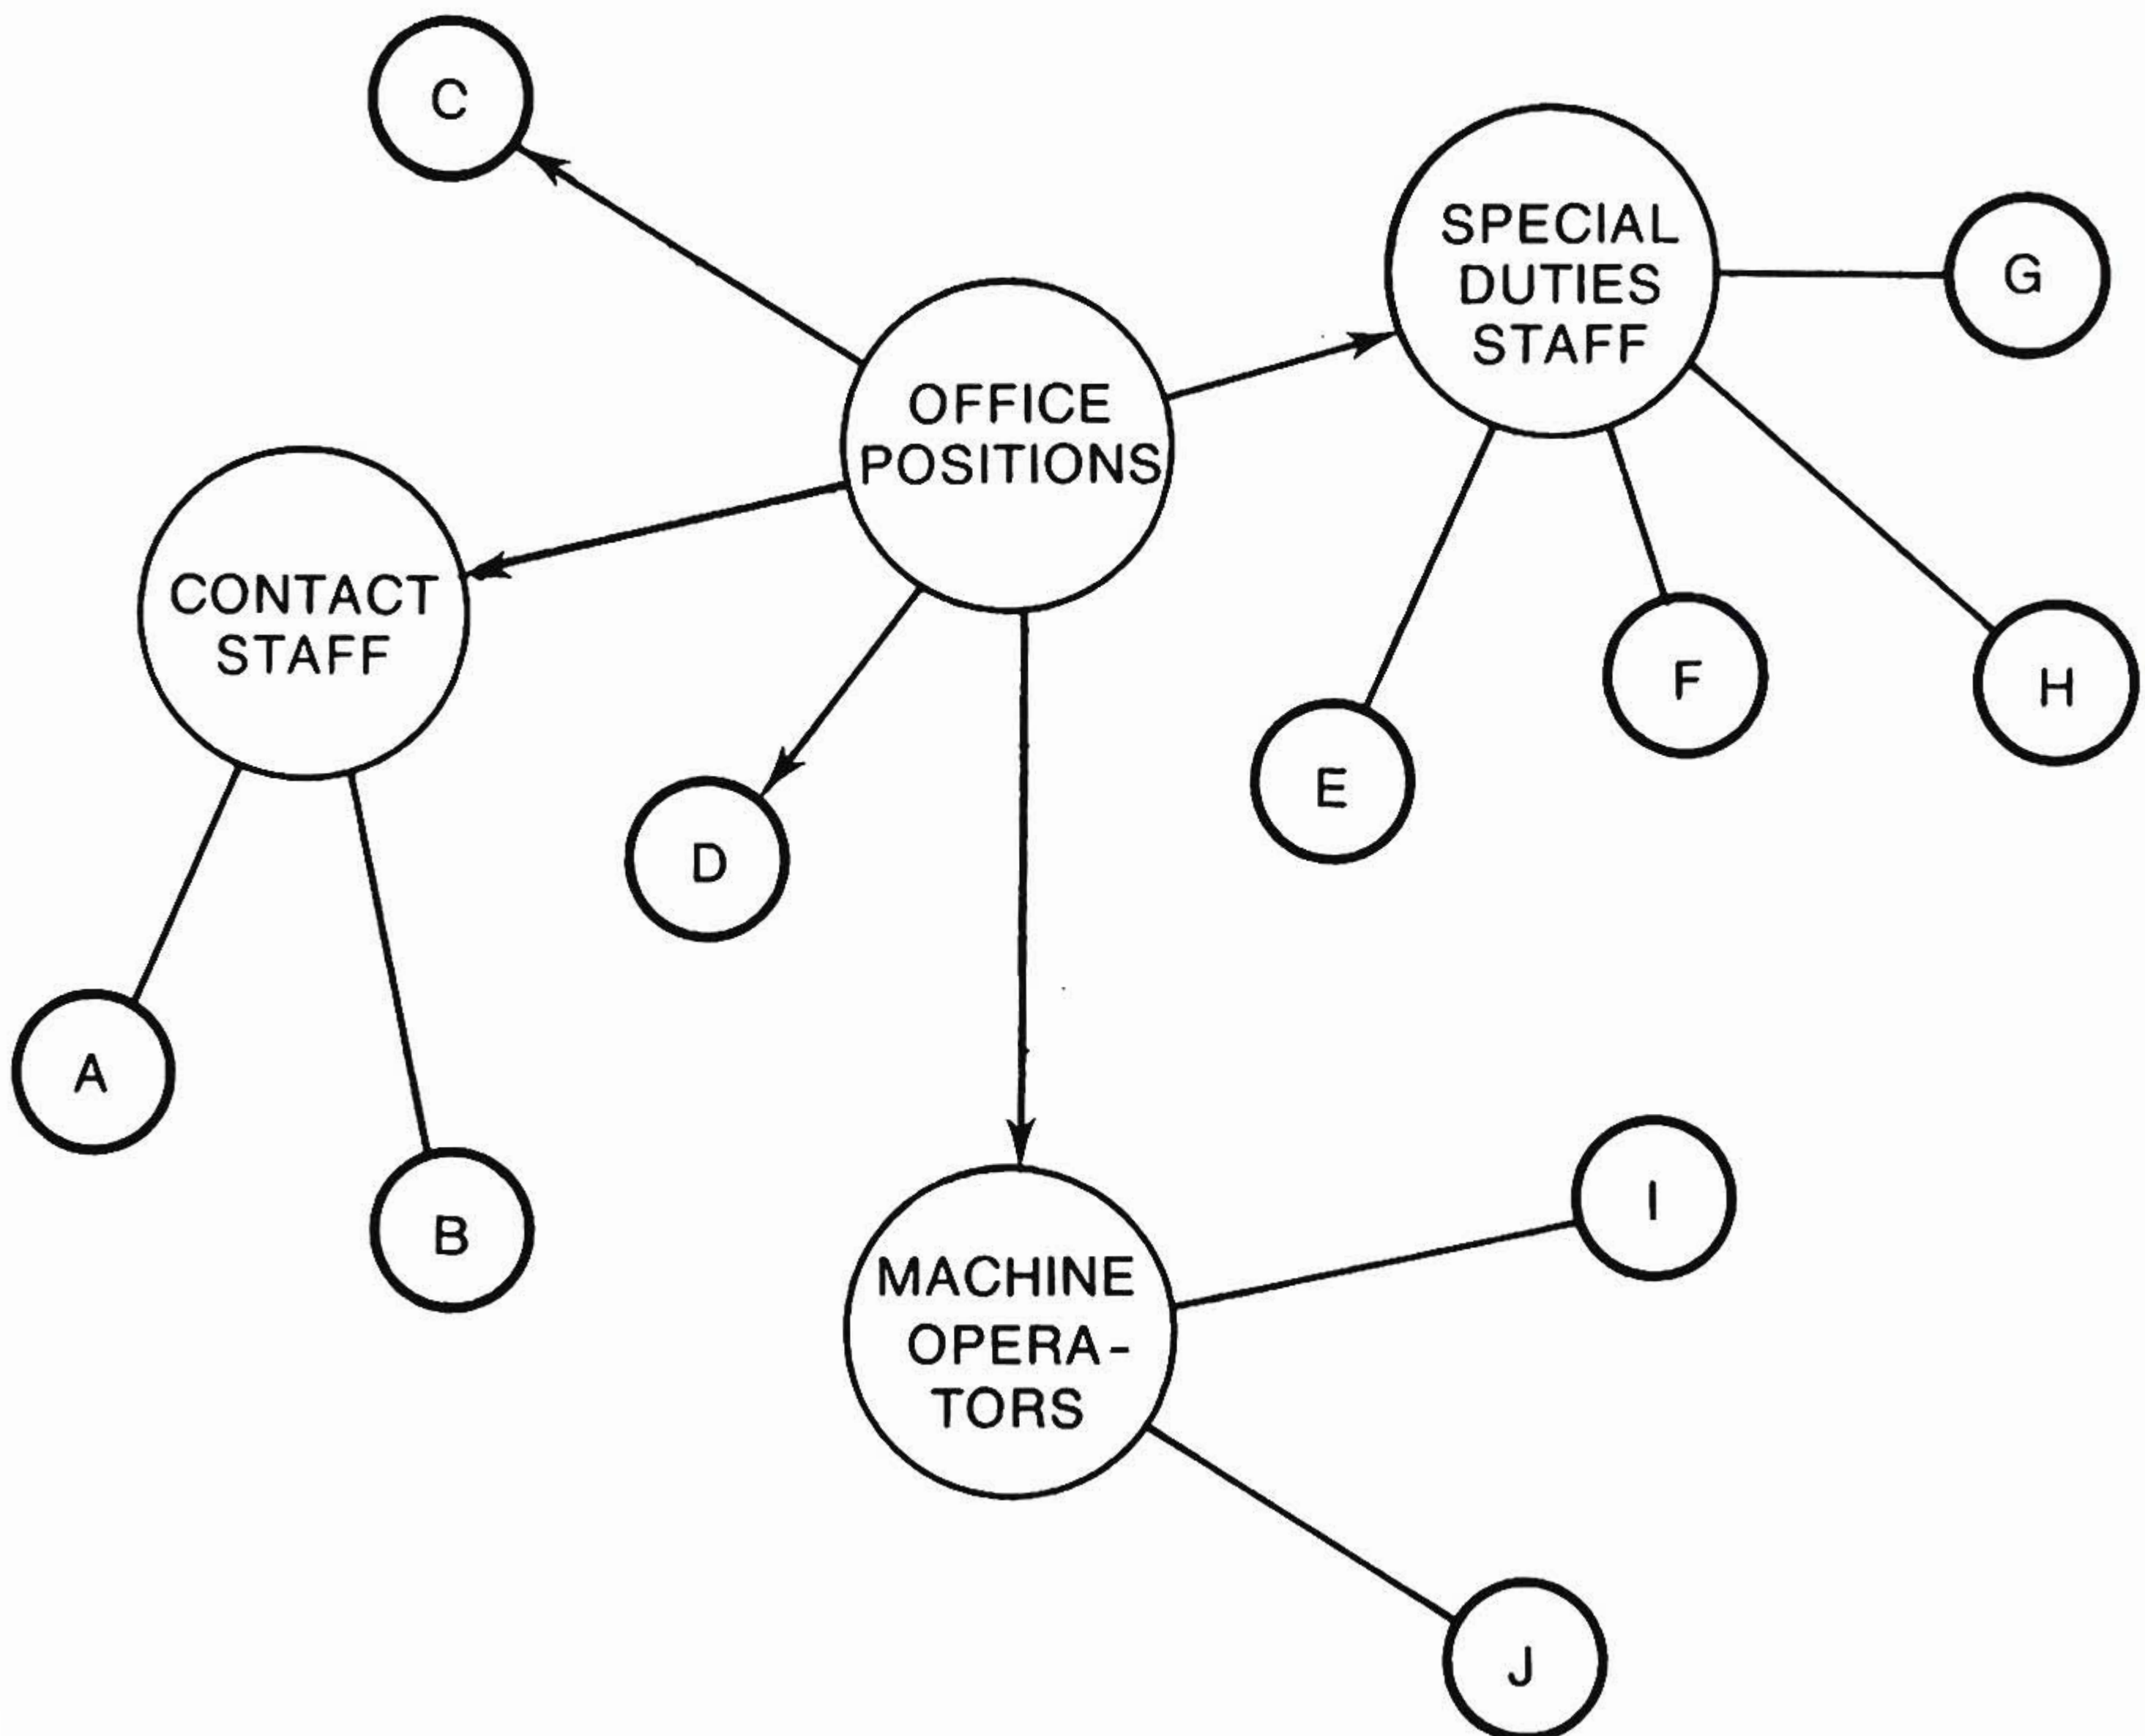 C
SPECIAL
DUTIES
STAFF
G
OFFICE
POSITIONS
CONTACT
STAFF
F
H
E
D
A
B
I
MACHINE
OPERA-
TORS
J